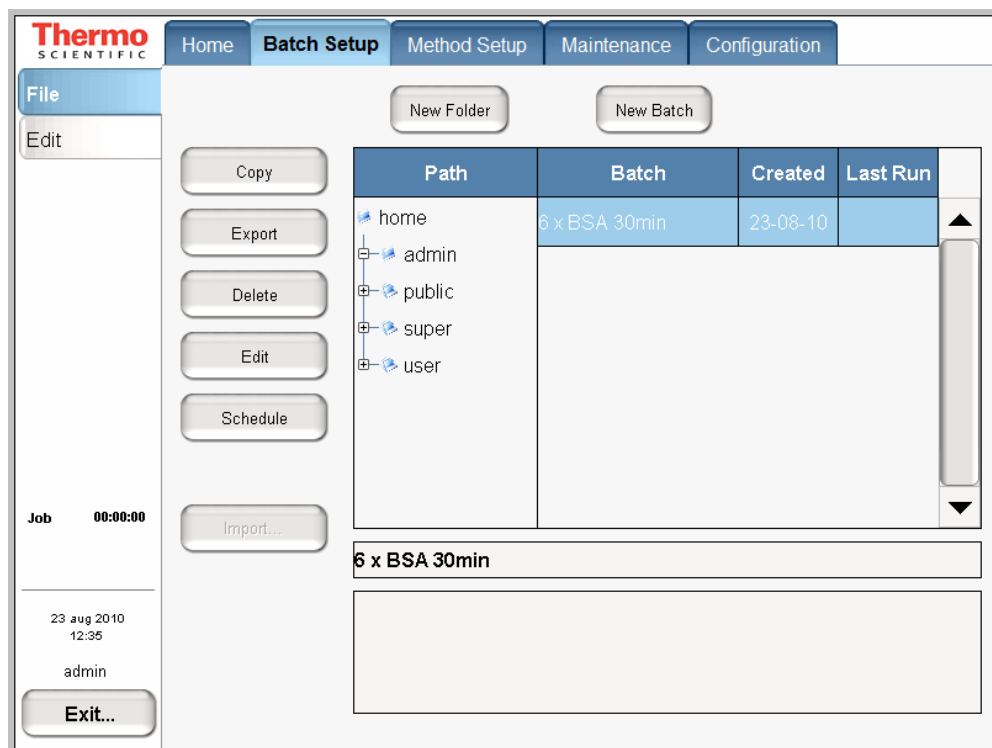 Thermo
SCIENTIFIC
Home
Batch Setup
Method Setup
Maintenance
Configuration
File
Edit
New Folder
New Batch
Copy
Export
Delete
Edit
Schedule
Import...
Path
Batch
Created
Last Run
home
admin
public
super
user
6 x BSA 30min
23-08-10
6 x BSA 30min
Job 00:00:00
23 aug 2010
12:35
admin
Exit...